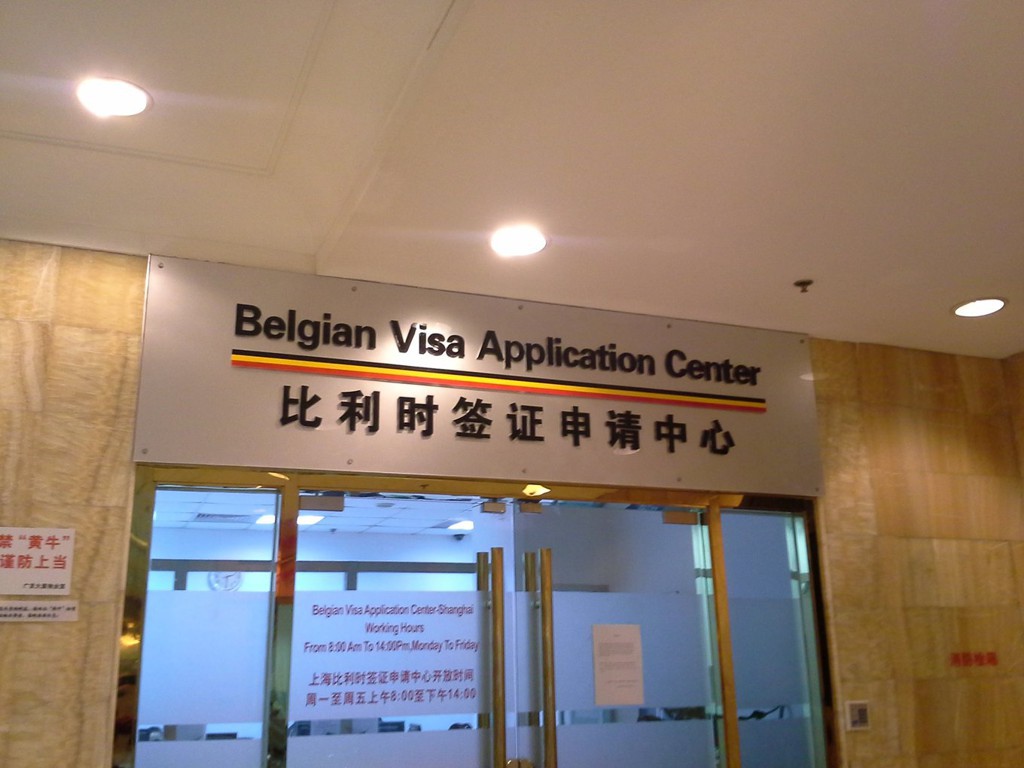 Belgian Visa Application Center
比利时签证申请中心
禁“黄牛”
谨防上当
Belgian Visa Application Center-Shanghai
Working Hours
From 8:00 Am To 14:00Pm,Monday To Friday
上海比利时签证申请中心开放时间
周一至周五上午8:00至下午14:00